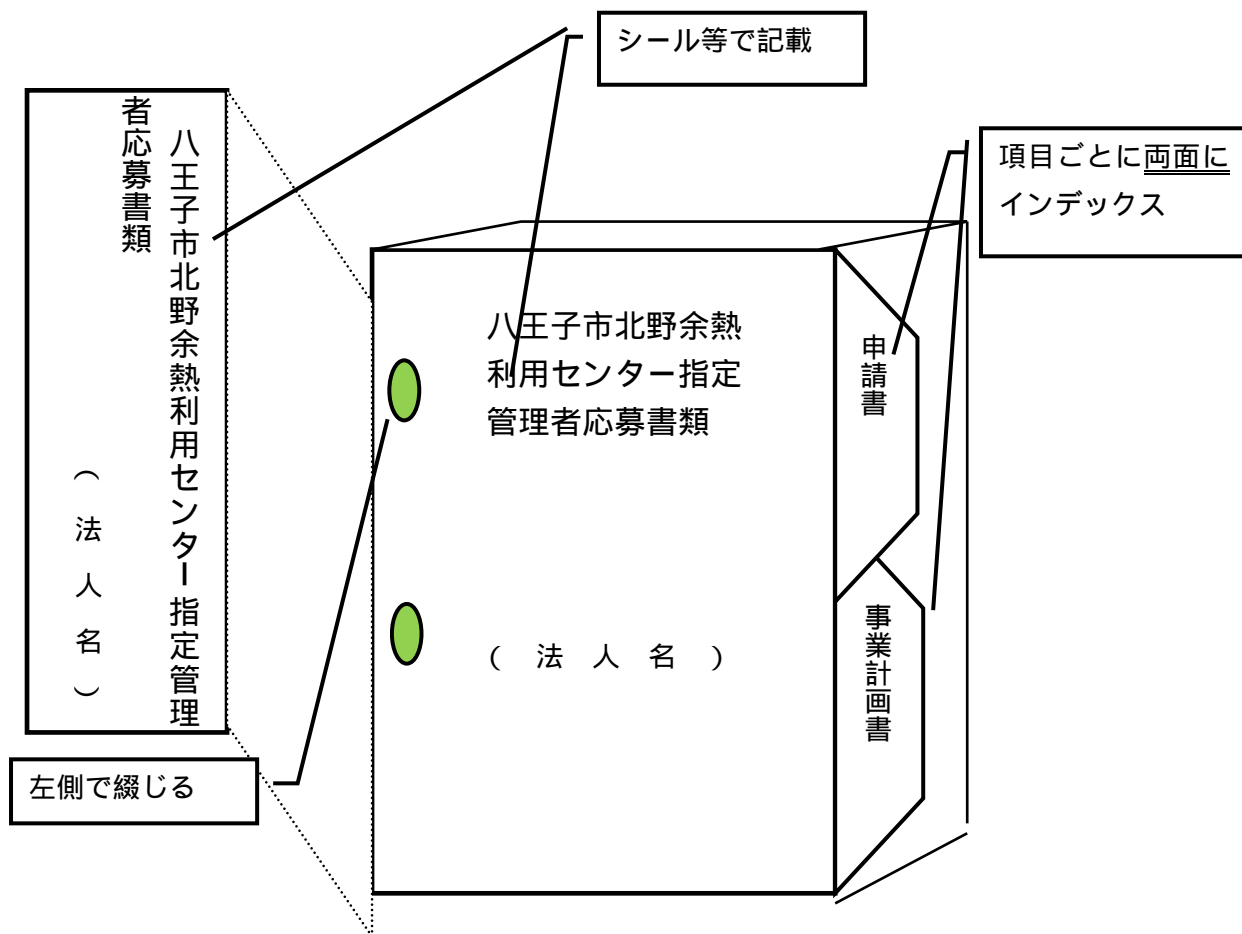 シール等で記載
項目ごとに両面に
インデックス
八王子市北野余熱利用センター指定管理
者応募書類
（法人名）
八王子市北野余熱
利用センター指定
管理者応募書類
（ 法 人 名 ）
申請書
事業計画書
左側で綴じる